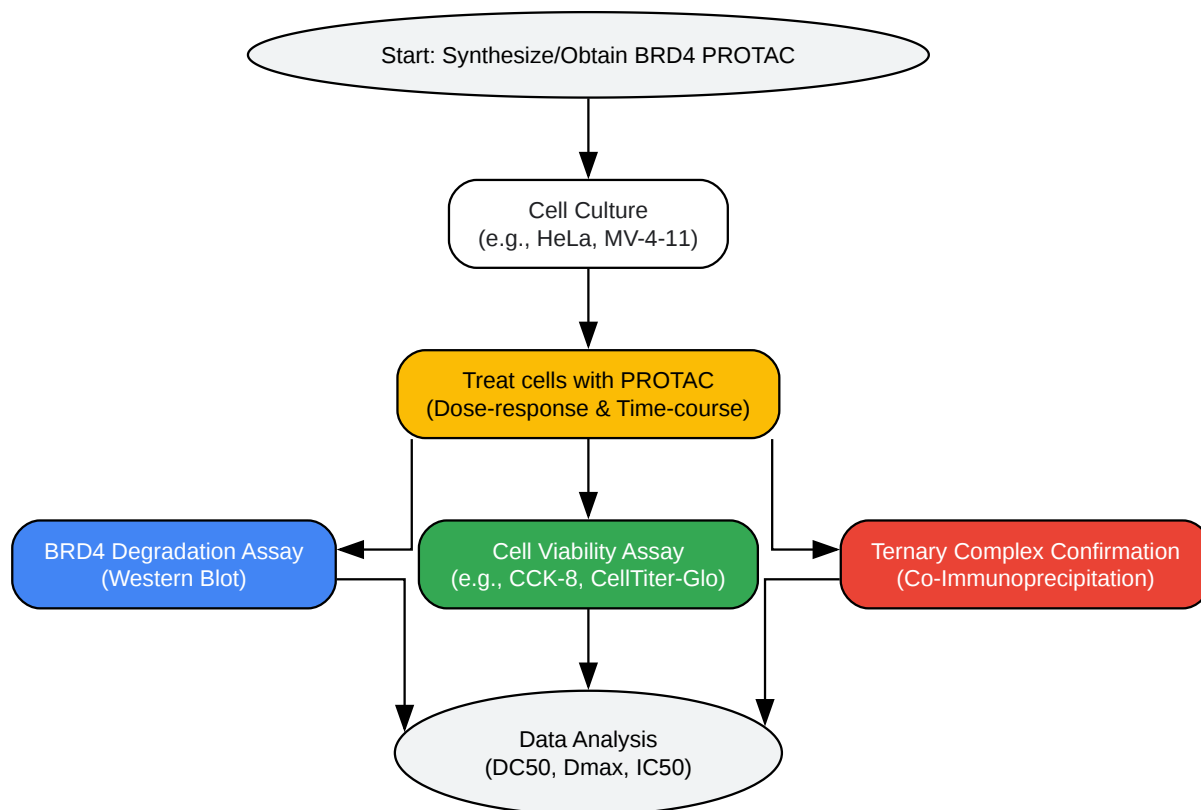 Start: Synthesize/Obtain BRD4 PROTAC
Cell Culture
(e.g., HeLa, MV-4-11)
Treat cells with PROTAC
(Dose-response & Time-course)
BRD4 Degradation Assay
(Western Blot)
Cell Viability Assay
(e.g., CCK-8, CellTiter-Glo)
Ternary Complex Confirmation
(Co-Immunoprecipitation)
Data Analysis
(DC50, Dmax, IC50)